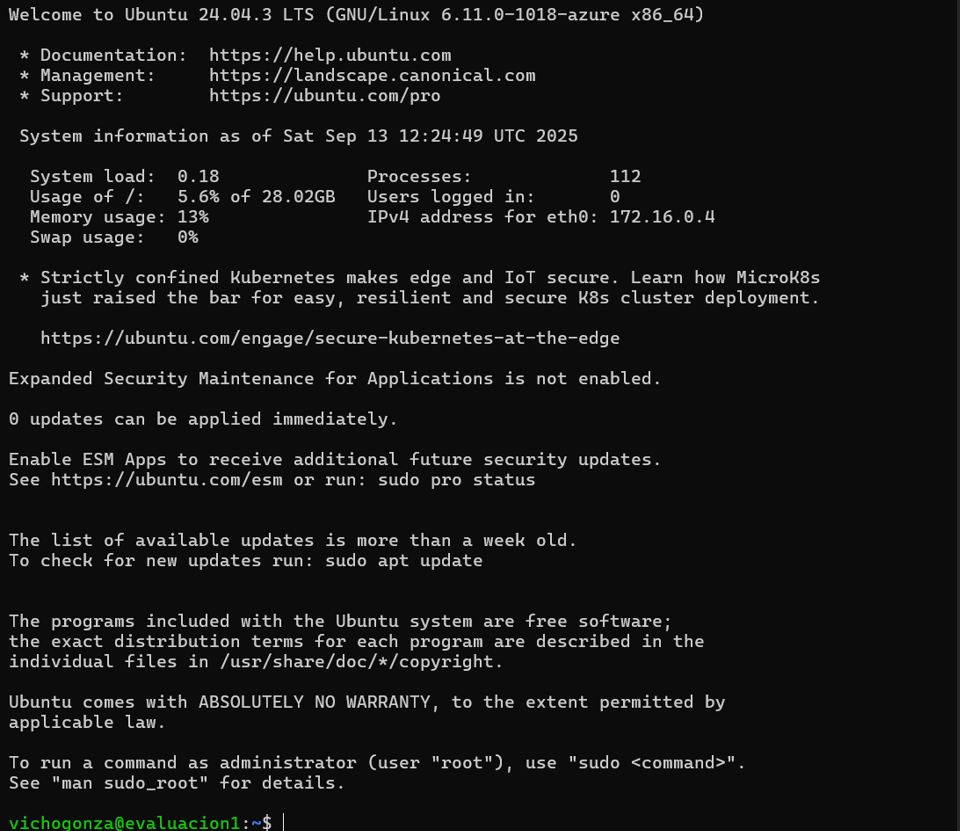 Welcome to Ubuntu 24.04.3 LTS (GNU/Linux 6.11.0-1018-azure x86_64)
* Documentation:  https://help.ubuntu.com
* Management:     https://landscape.canonical.com
* Support:        https://ubuntu.com/pro
System information as of Sat Sep 13 12:24:49 UTC 2025
System load:  0.18              Processes:             112
Usage of /:   5.6% of 28.02GB   Users logged in:       0
Memory usage: 13%               IPv4 address for eth0: 172.16.0.4
Swap usage:   0%
* Strictly confined Kubernetes makes edge and IoT secure. Learn how MicroK8s
just raised the bar for easy, resilient and secure K8s cluster deployment.
https://ubuntu.com/engage/secure-kubernetes-at-the-edge
Expanded Security Maintenance for Applications is not enabled.
0 updates can be applied immediately.
Enable ESM Apps to receive additional future security updates.
See https://ubuntu.com/esm or run: sudo pro status
The list of available updates is more than a week old.
To check for new updates run: sudo apt update
The programs included with the Ubuntu system are free software;
the exact distribution terms for each program are described in the
individual files in /usr/share/doc/*/copyright.
Ubuntu comes with ABSOLUTELY NO WARRANTY, to the extent permitted by
applicable law.
To run a command as administrator (user "root"), use "sudo <command>".
See "man sudo_root" for details.
vichogonza@evaluacion1:~$